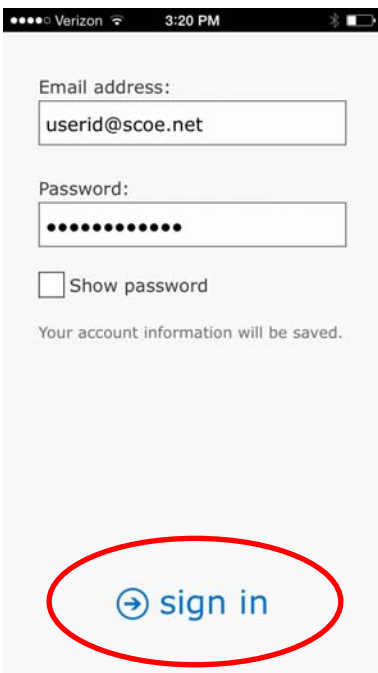 Verizon 3:20 PM
Email address:
userid@scoe.net
Password:
••••••••••••
Show password
Your account information will be saved.
sign in